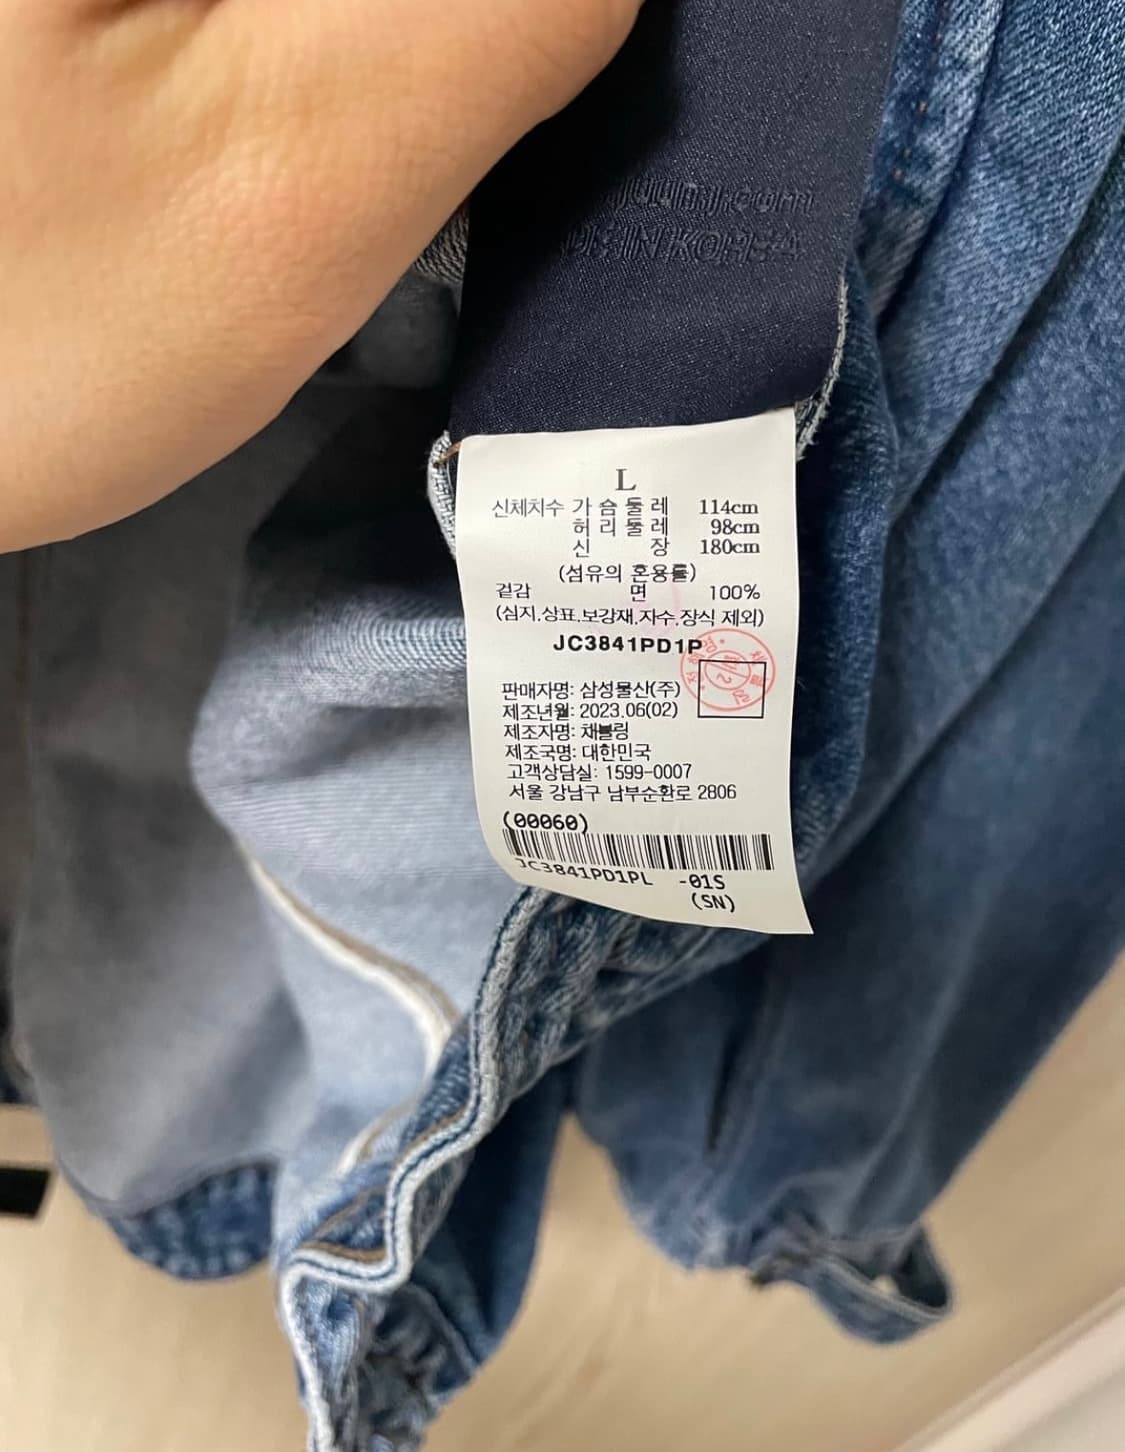 L
신체치수 가 슴 둘 레 114cm
허 리 둘 레 98cm
신 장 180cm
(섬유의 혼용률)
겉감 면 100%
(심지.상표.보강재.자수.장식 제외)
JC3841PD1P
판매자명: 삼성물산(주)
제조년월: 2023.06(02)
제조자명: 채블링
제조국명: 대한민국
고객상담실: 1599-0007
서울 강남구 남부순환로 2806
(00060)
JC3841PD1PL -01S
(SN)